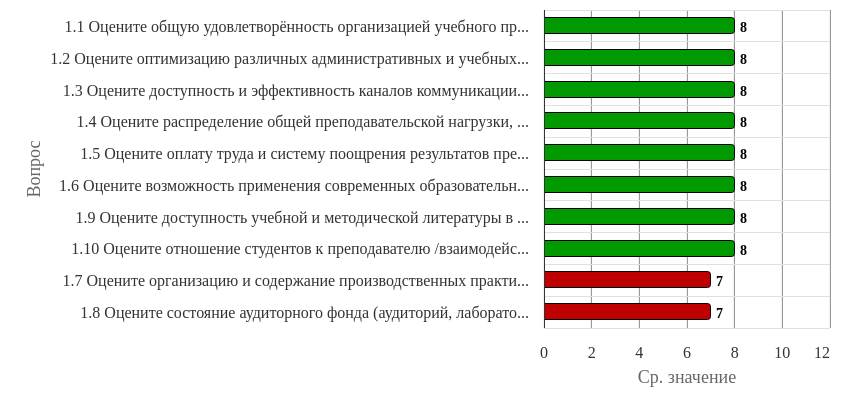 1.1 Оцените общую удовлетворённость организацией учебного пр... 8
1.2 Оцените оптимизацию различных административных и учебных... 8
1.3 Оцените доступность и эффективность каналов коммуникации... 8
1.4 Оцените распределение общей преподавательской нагрузки, ... 8
1.5 Оцените оплату труда и систему поощрения результатов пре... 8
1.6 Оцените возможность применения современных образовательн... 8
1.9 Оцените доступность учебной и методической литературы в ... 8
1.10 Оцените отношение студентов к преподавателю /взаимодейс... 8
1.7 Оцените организацию и содержание производственных практи... 7
1.8 Оцените состояние аудиторного фонда (аудиторий, лаборато... 7
Вопрос
0 2 4 6 8 10 12
Ср. значение